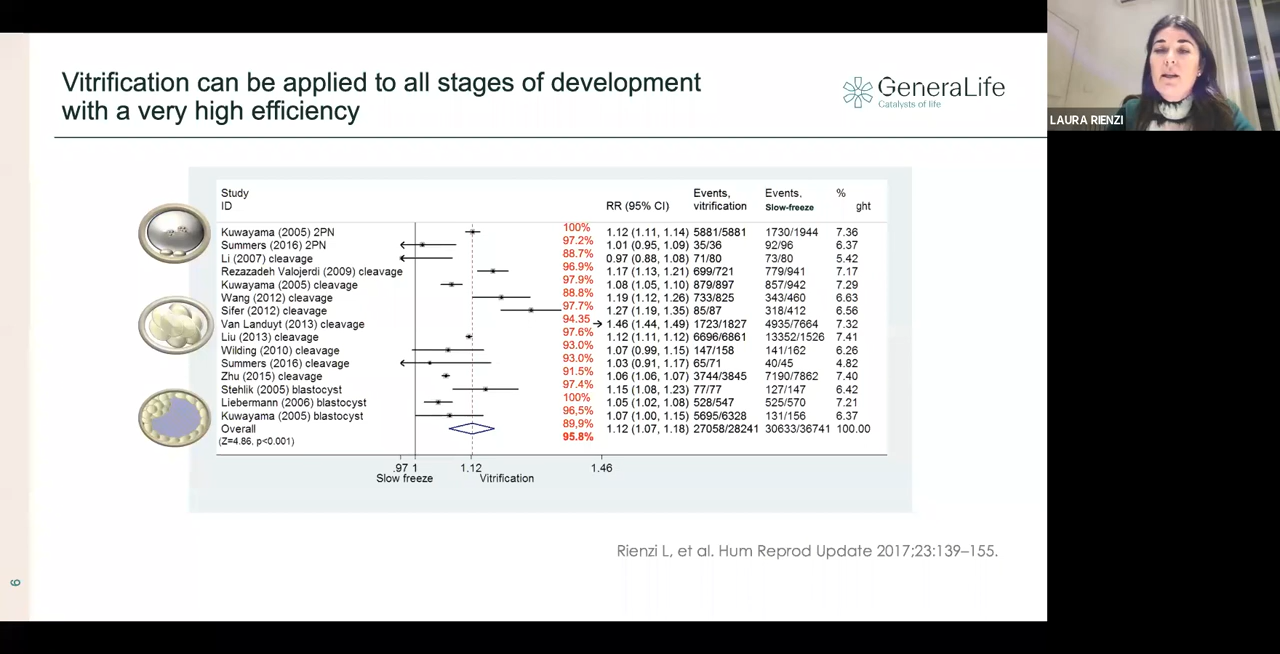 Vitrification can be applied to all stages of development
with a very high efficiency
GeneraLife
Catalysts of life
LAURA RIENZI
Study
ID
RR (95% CI)
Events,
vitrification
Events,
Slow-freeze
%
ght
Kuwayama (2005) 2PN 100% 1.12 (1.11, 1.14) 5881/5881 1730/1944 7.36
Summers (2016) 2PN 97.2% 1.01 (0.95, 1.09) 35/36 92/96 6.37
Li (2007) cleavage 88.7% 0.97 (0.88, 1.08) 71/80 73/80 5.42
Rezazadeh Valojerdi (2009) cleavage 96.9% 1.17 (1.13, 1.21) 699/721 779/941 7.17
Kuwayama (2005) cleavage 97.9% 1.08 (1.05, 1.10) 879/897 857/942 7.29
Wang (2012) cleavage 88.8% 1.19 (1.12, 1.26) 733/825 343/460 6.63
Sifer (2012) cleavage 97.7% 1.27 (1.19, 1.35) 85/87 318/412 6.56
Van Landuyt (2013) cleavage 94.35 1.46 (1.44, 1.49) 1723/1827 4935/7664 7.32
Liu (2013) cleavage 97.6% 1.12 (1.11, 1.12) 6696/6861 13352/1526 7.41
Wilding (2010) cleavage 93.0% 1.07 (0.99, 1.15) 147/158 141/162 6.26
Summers (2016) cleavage 93.0% 1.03 (0.91, 1.17) 65/71 40/45 4.82
Zhu (2015) cleavage 91.5% 1.06 (1.06, 1.07) 3744/3845 7190/7862 7.40
Stehlik (2005) blastocyst 97.4% 1.15 (1.08, 1.23) 77/77 127/147 6.42
Liebermann (2006) blastocyst 100% 1.05 (1.02, 1.08) 528/547 525/570 7.21
Kuwayama (2005) blastocyst 96,5% 1.07 (1.00, 1.15) 5695/6328 131/156 6.37
Overall 89,9% 1.12 (1.07, 1.18) 27058/28241 30633/36741 100.00
(Z=4.86, p<0.001) 95.8%
.97 1 1.12 1.46
Slow freeze Vitrification
Rienzi L, et al. Hum Reprod Update 2017;23:139–155.
6